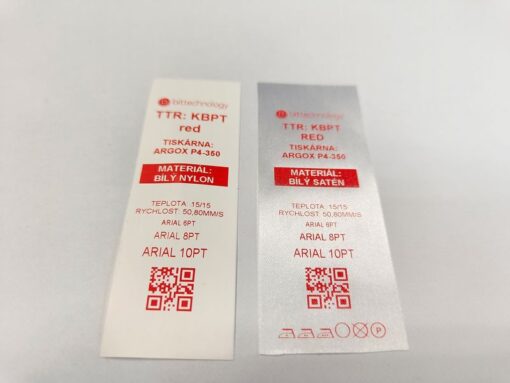 bittechnology
TTR: KBPT
red
TISKÁRNA:
ARGOX P4-350
MATERIÁL:
BÍLÝ NYLON
TEPLOTA: 15/15
RYCHLOST: 50,80MM/S
ARIAL 6PT
ARIAL 8PT
ARIAL 10PT
bittechnology
TTR: KBPT
RED
TISKÁRNA:
ARGOX P4-350
MATERIÁL:
BÍLÝ SATÉN
TEPLOTA: 15/15
RYCHLOST: 50,80MM/S
ARIAL 6PT
ARIAL 8PT
ARIAL 10PT
P